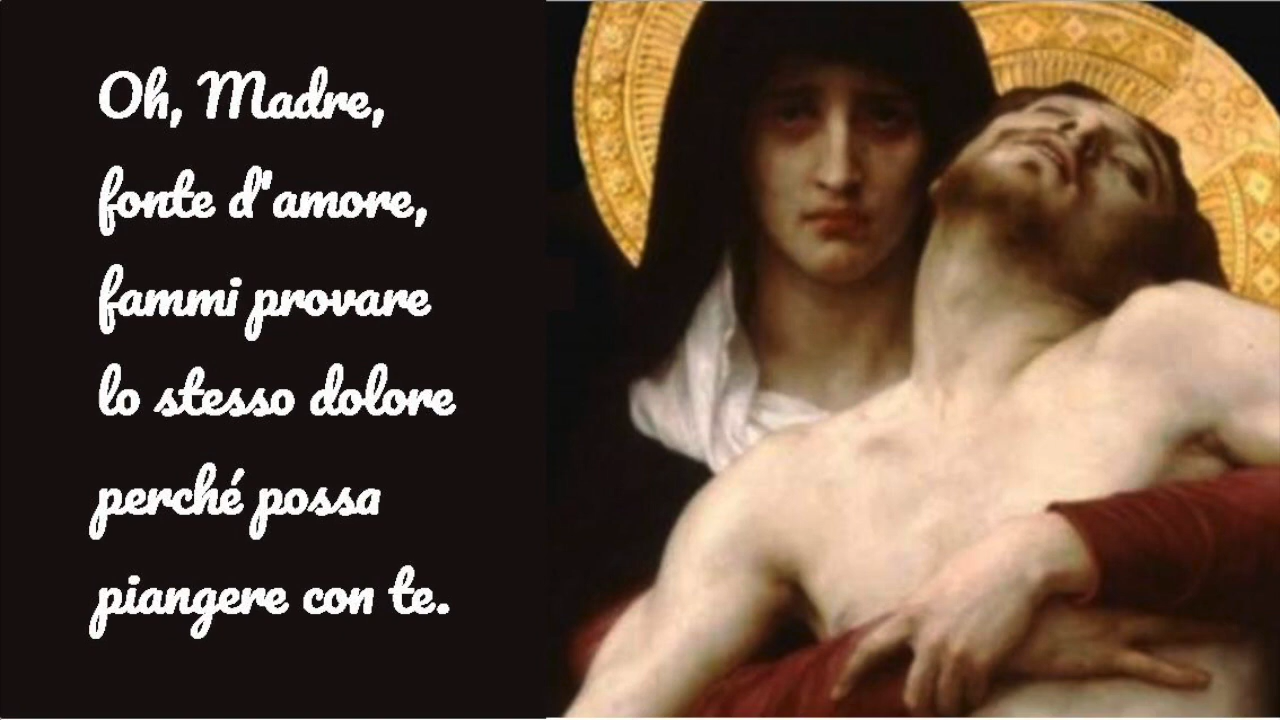 Oh, Madre,
fonte d'amore,
fammi provare
lo stesso dolore
perché possa
piangere con te.